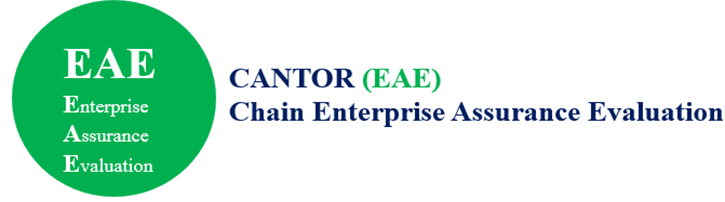 EAE
Enterprise
Assurance
Evaluation
CANTOR (EAE)
Chain Enterprise Assurance Evaluation